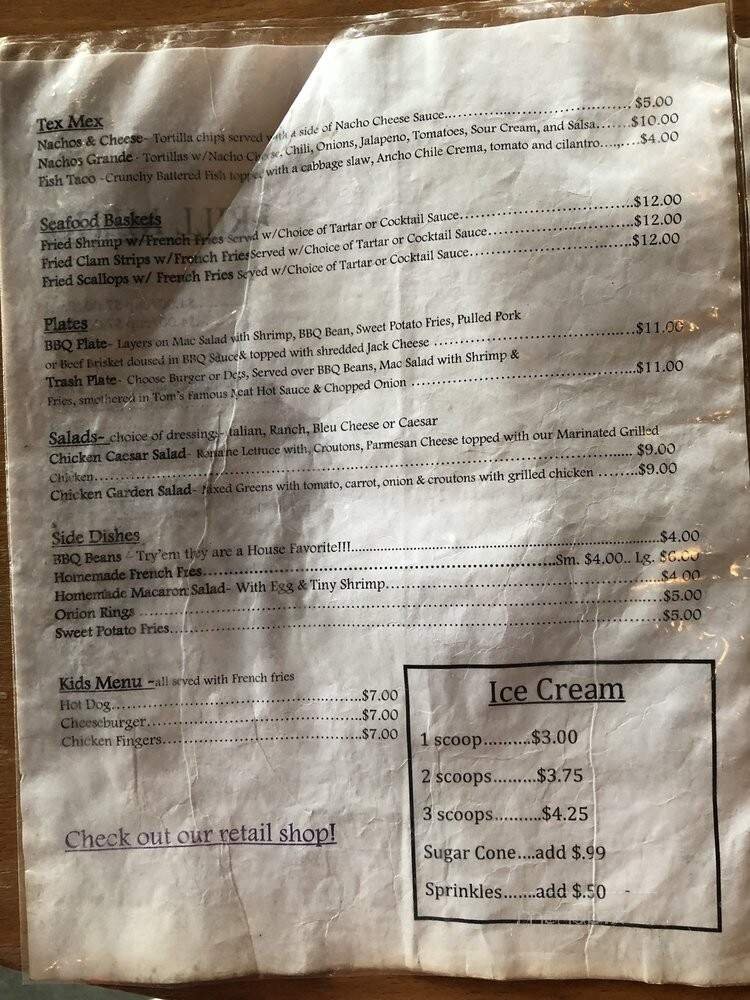 Tex Mex
Nachos & Cheese- Tortilla chips served with a side of Nacho Cheese Sauce.................................... $5.00
Nachos Grande - Tortillas w/Nacho Cheese, Chili, Onions, Jalapeno, Tomatoes, Sour Cream, and Salsa.......$10.00
Fish Taco -Crunchy Battered Fish topped with a cabbage slaw, Ancho Chile Crema, tomato and cilantro........$4.00
Seafood Baskets
Fried Shrimp w/French Fries Served w/Choice of Tartar or Cocktail Sauce...............................$12.00
Fried Clam Strips w/French Fries Served w/Choice of Tartar or Cocktail Sauce...........................$12.00
Fried Scallops w/ French Fries Served w/Choice of Tartar or Cocktail Sauce..............................$12.00
Plates
BBQ Plate- Layers on Mac Salad with Shrimp, BBQ Bean, Sweet Potato Fries, Pulled Pork
or Beef Brisket doused in BBQ Sauce& topped with shredded Jack Cheese ....................................$11.00
Trash Plate- Choose Burger or Dogs, Served over BBQ Beans, Mac Salad with Shrimp &
Fries, smothered in Tom's Famous Meat Hot Sauce & Chopped Onion ........................................$11.00
Salads- choice of dressing:- Italian, Ranch, Bleu Cheese or Caesar
Chicken Caesar Salad- Romaine Lettuce with, Croutons, Parmesan Cheese topped with our Marinated Grilled
Chicken............................................................................................................ $9.00
Chicken Garden Salad- Mixed Greens with tomato, carrot, onion & croutons with grilled chicken ........$9.00
Side Dishes
BBQ Beans - Try'em they are a House Favorite!!!........................................................$4.00
Homemade French Fres.............................................................Sm. $4.00.. Lg. $6.00
Homemade Macaroni Salad- With Egg & Tiny Shrimp..................................................$4.00
Onion Rings ...............................................................................................$5.00
Sweet Potato Fries.........................................................................................$5.00
Kids Menu ~all served with French fries
Hot Dog..................................................$7.00
Cheeseburger...........................................$7.00
Chicken Fingers........................................$7.00
Ice Cream
1 scoop..........$3.00
2 scoops.........$3.75
3 scoops..........$4.25
Sugar Cone....add $.99
Sprinkles.......add $.50
Check out our retail shop!